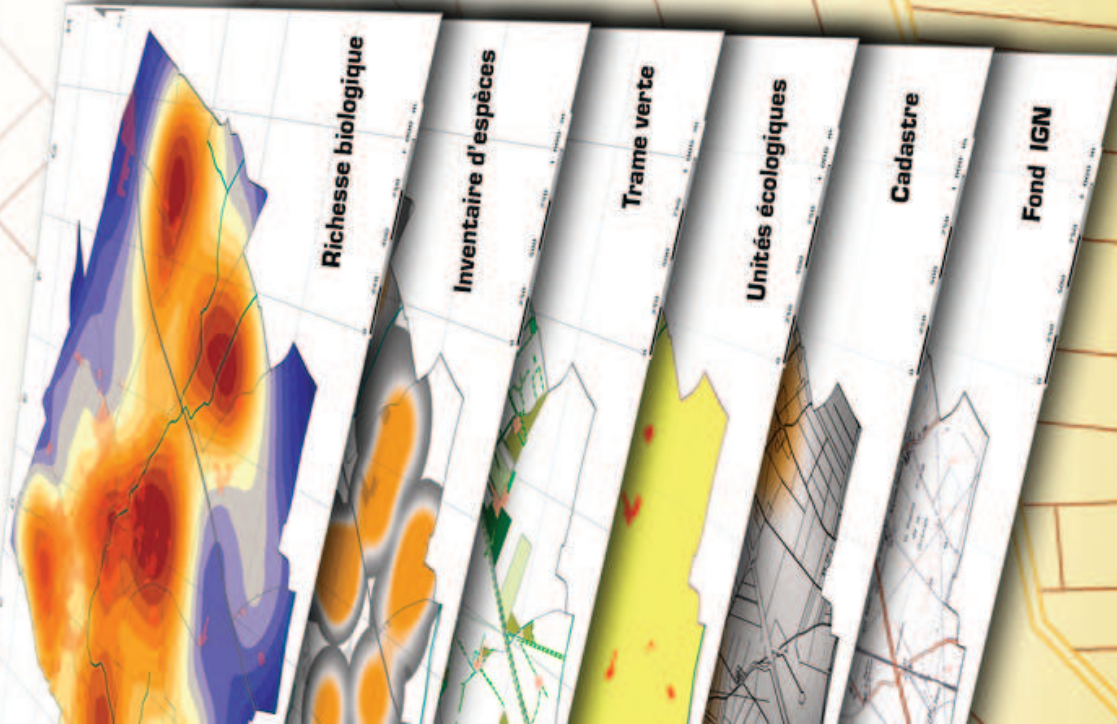 Richesse biologique
Inventaire d'espèces
Trame verte
Unités écologiques
Cadastre
Fond IGN